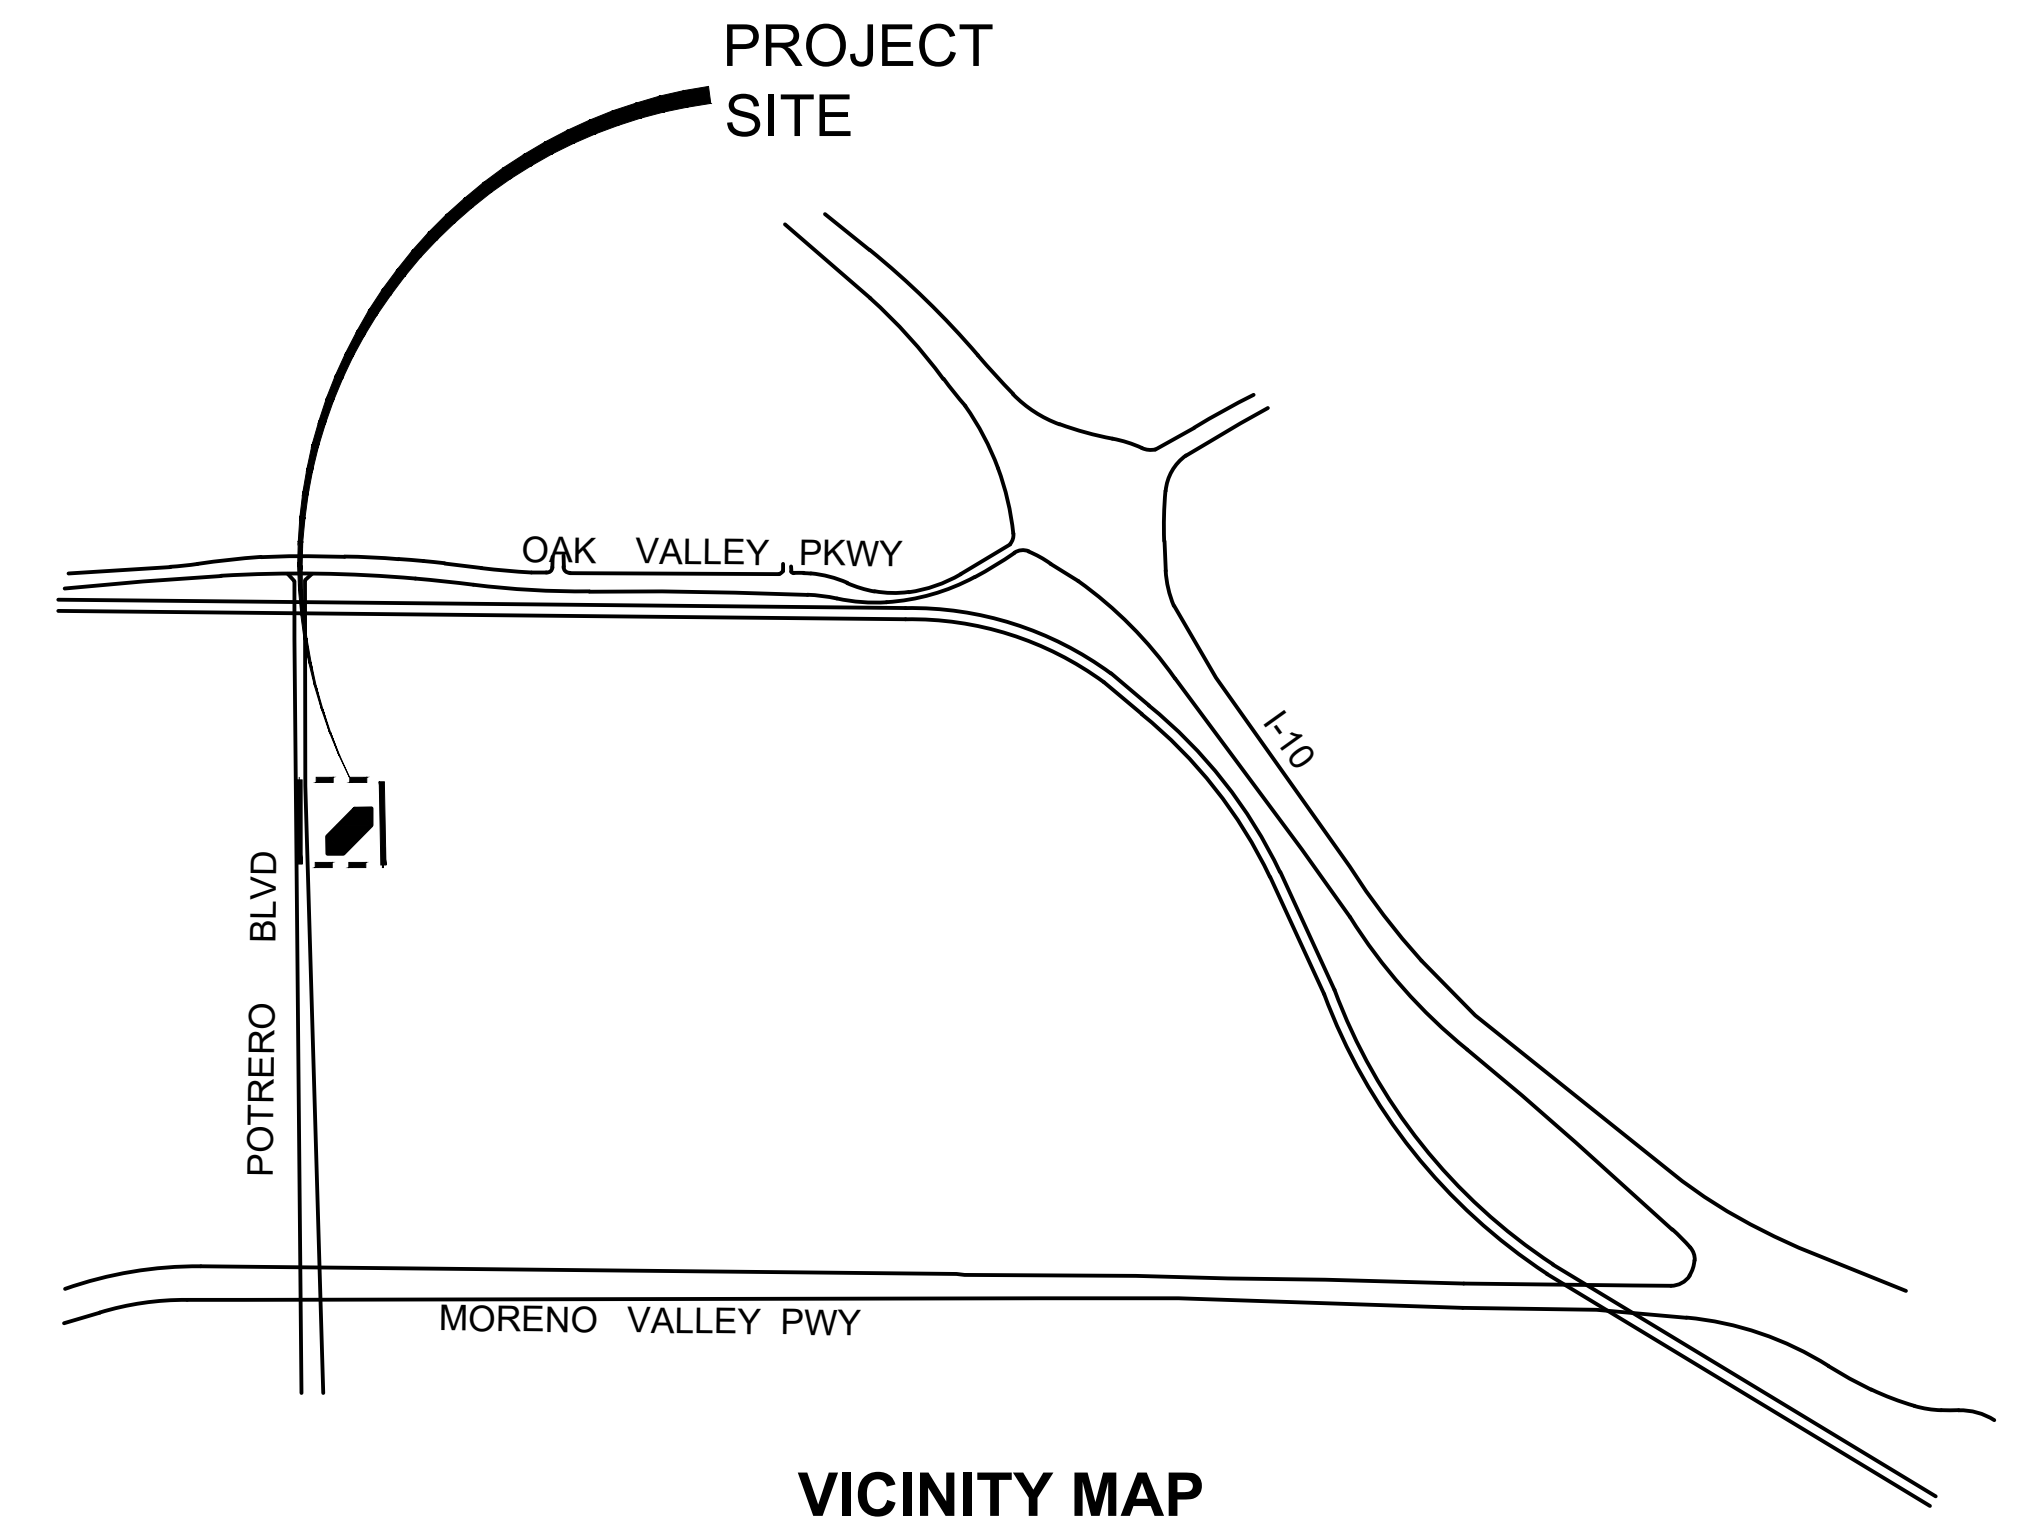 PROJECT
SITE
OAK VALLEY PKWY
I-10
POTRERO BLVD
MORENO VALLEY PWY
VICINITY MAP